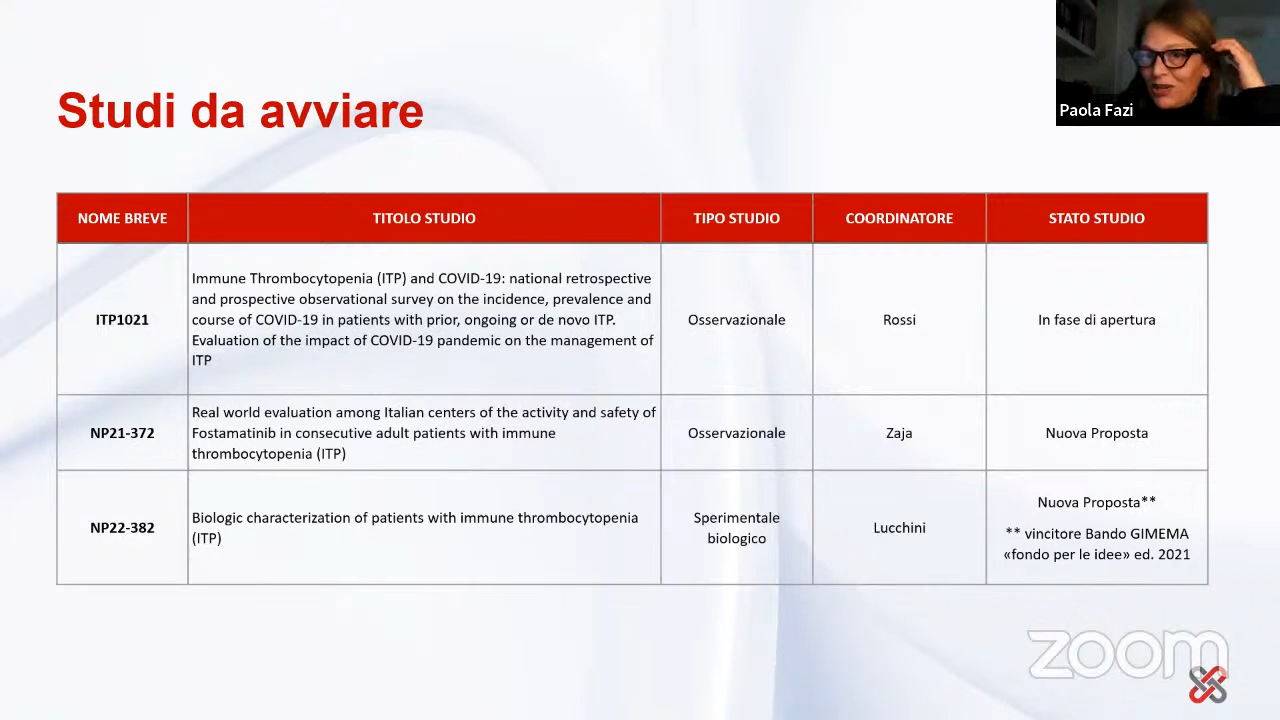 Paola Fazi
Studi da avviare
NOME BREVE
TITOLO STUDIO
TIPO STUDIO
COORDINATORE
STATO STUDIO
ITP1021
Immune Thrombocytopenia (ITP) and COVID-19: national retrospective
and prospective observational survey on the incidence, prevalence and
course of COVID-19 in patients with prior, ongoing or de novo ITP.
Evaluation of the impact of COVID-19 pandemic on the management of
ITP
Osservazionale
Rossi
In fase di apertura
NP21-372
Real world evaluation among Italian centers of the activity and safety of
Fostamatinib in consecutive adult patients with immune
thrombocytopenia (ITP)
Osservazionale
Zaja
Nuova Proposta
NP22-382
Biologic characterization of patients with immune thrombocytopenia
(ITP)
Sperimentale
biologico
Lucchini
Nuova Proposta**
** vincitore Bando GIMEMA
«fondo per le idee» ed. 2021
zoom